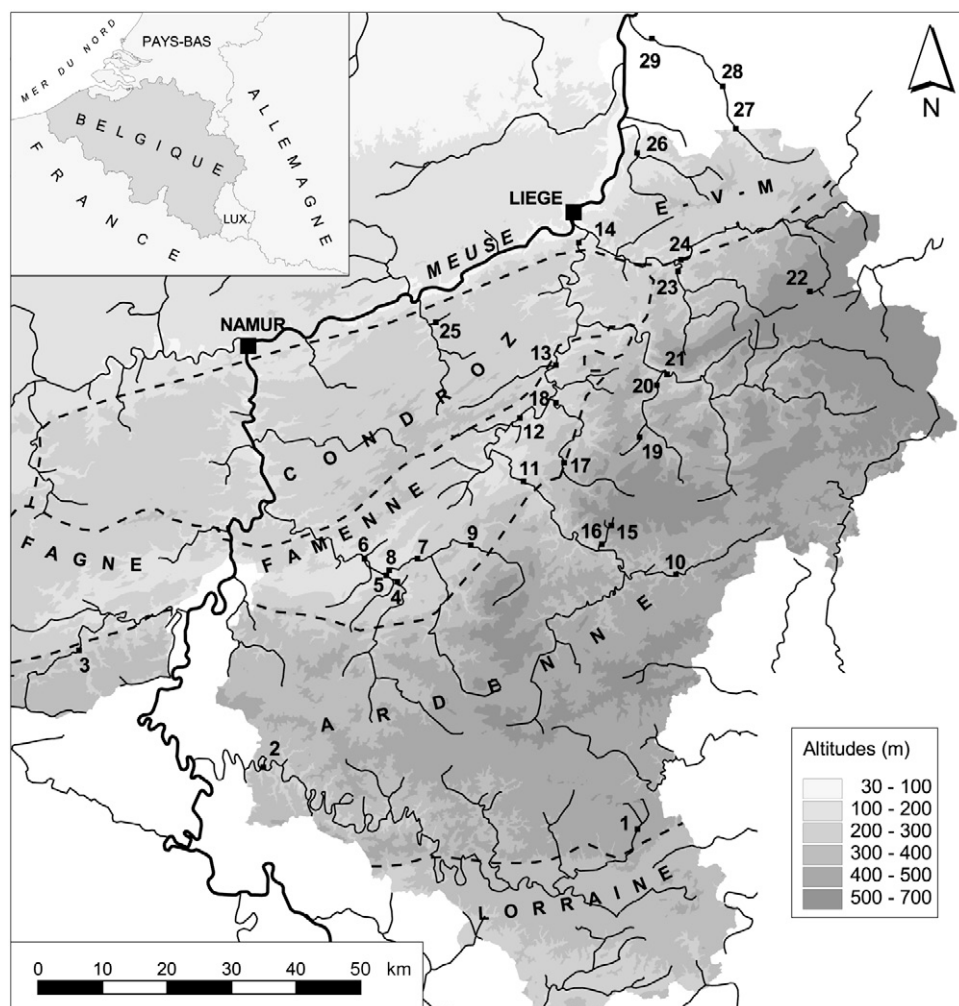 MER DU NORD
PAYS-BAS
ALLEMAGNE
BELGIQUE
FRANCE
LUX.
N
29
28
27
26
E - V - M
LIEGE
14
24
23
22
MEUSE
NAMUR
25
13
21
20
18
12
19
17
11
CONDROZ
FAMENNE
FAGNE
16
15
10
9
7
6
8
5
4
3
ARDBNNE
2
1
LORRAINE
Altitudes (m)
30 - 100
100 - 200
200 - 300
300 - 400
400 - 500
500 - 700
0 10 20 30 40 50 km